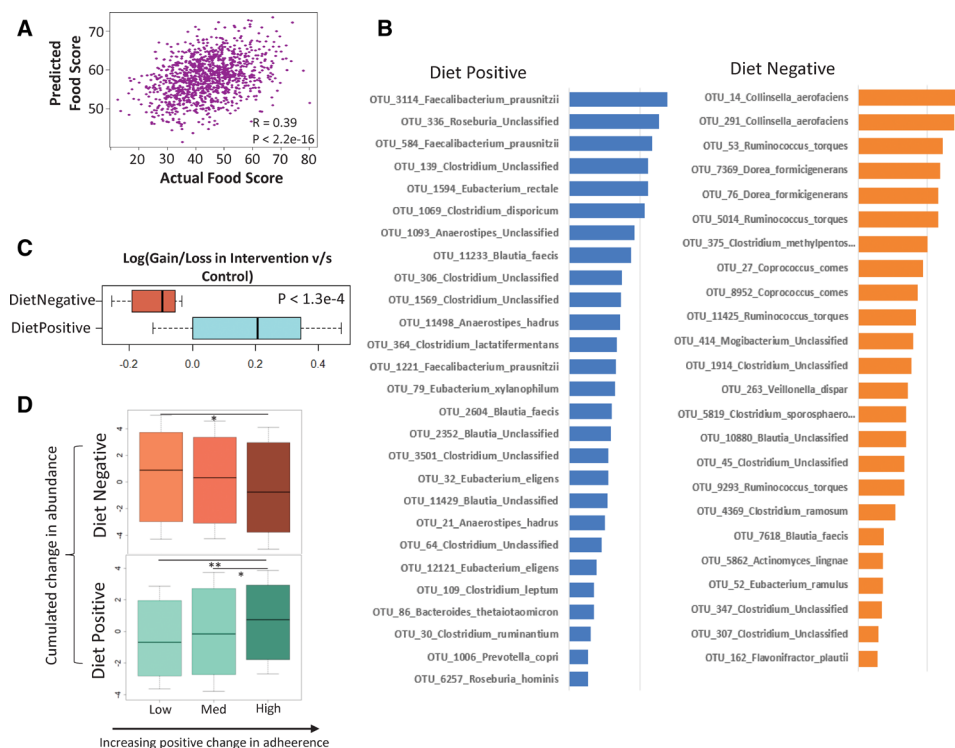 A
Predicted
Food Score
70
60
50
R = 0.39
P < 2.2e-16
20 30 40 50 60 70 80
Actual Food Score
B
Diet Positive
OTU_3114_Faecalibacterium_prausnitzii
OTU_336_Roseburia_Unclassified
OTU_584_Faecalibacterium_prausnitzii
OTU_139_Clostridium_Unclassified
OTU_1594_Eubacterium_rectale
OTU_1069_Clostridium_disporicum
OTU_1093_Anaerostipes_Unclassified
OTU_11233_Blautia_faecis
OTU_306_Clostridium_Unclassified
OTU_1569_Clostridium_Unclassified
OTU_11498_Anaerostipes_hadrus
OTU_364_Clostridium_lactatifermentans
OTU_1221_Faecalibacterium_prausnitzii
OTU_79_Eubacterium_xylanophilum
OTU_2604_Blautia_faecis
OTU_2352_Blautia_Unclassified
OTU_3501_Clostridium_Unclassified
OTU_32_Eubacterium_eligens
OTU_11429_Blautia_Unclassified
OTU_21_Anaerostipes_hadrus
OTU_64_Clostridium_Unclassified
OTU_12121_Eubacterium_eligens
OTU_109_Clostridium_leptum
OTU_86_Bacteroides_thetaiotaomicron
OTU_30_Clostridium_ruminantium
OTU_1006_Prevotella_copri
OTU_6257_Roseburia_hominis
Diet Negative
OTU_14_Collinsella_aerofaciens
OTU_291_Collinsella_aerofaciens
OTU_53_Ruminococcus_torques
OTU_7369_Dorea_formicigenerans
OTU_76_Dorea_formicigenerans
OTU_5014_Ruminococcus_torques
OTU_375_Clostridium_methylpentos...
OTU_27_Coprococcus_comes
OTU_8952_Coprococcus_comes
OTU_11425_Ruminococcus_torques
OTU_414_Mogibacterium_Unclassified
OTU_1914_Clostridium_Unclassified
OTU_263_Veillonella_dispar
OTU_5819_Clostridium_sporosphaero...
OTU_10880_Blautia_Unclassified
OTU_45_Clostridium_Unclassified
OTU_9293_Ruminococcus_torques
OTU_4369_Clostridium_ramosum
OTU_7618_Blautia_faecis
OTU_5862_Actinomyces_lingnae
OTU_52_Eubacterium_ramulus
OTU_347_Clostridium_Unclassified
OTU_307_Clostridium_Unclassified
OTU_162_Flavonifractor_plautii
C
Log(Gain/Loss in Intervention v/s
Control)
DietNegative
DietPositive
P < 1.3e-4
-0.2 0.0 0.2 0.4
D
Cumulated change in abundance
Diet Negative
4
2
0
-2
-4
*
Diet Positive
4
2
0
-2
-4
**
*
Low Med High
Increasing positive change in adheerence